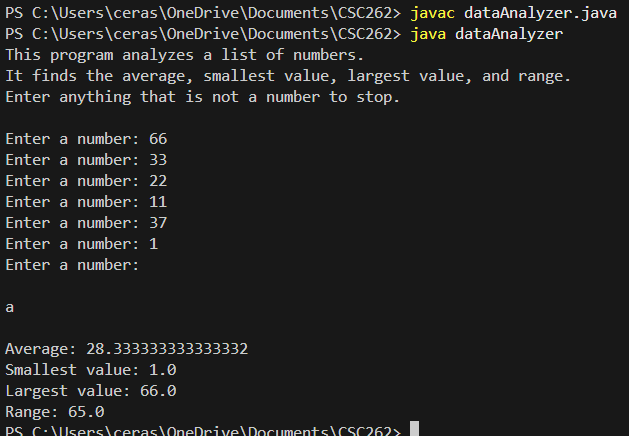 PS C:\Users\ceras\OneDrive\Documents\CSC262> javac dataAnalyzer.java
PS C:\Users\ceras\OneDrive\Documents\CSC262> java dataAnalyzer
This program analyzes a list of numbers.
It finds the average, smallest value, largest value, and range.
Enter anything that is not a number to stop.
Enter a number: 66
Enter a number: 33
Enter a number: 22
Enter a number: 11
Enter a number: 37
Enter a number: 1
Enter a number:
a
Average: 28.333333333333332
Smallest value: 1.0
Largest value: 66.0
Range: 65.0
PS C:\Users\ceras\OneDrive\Documents\CSC262>